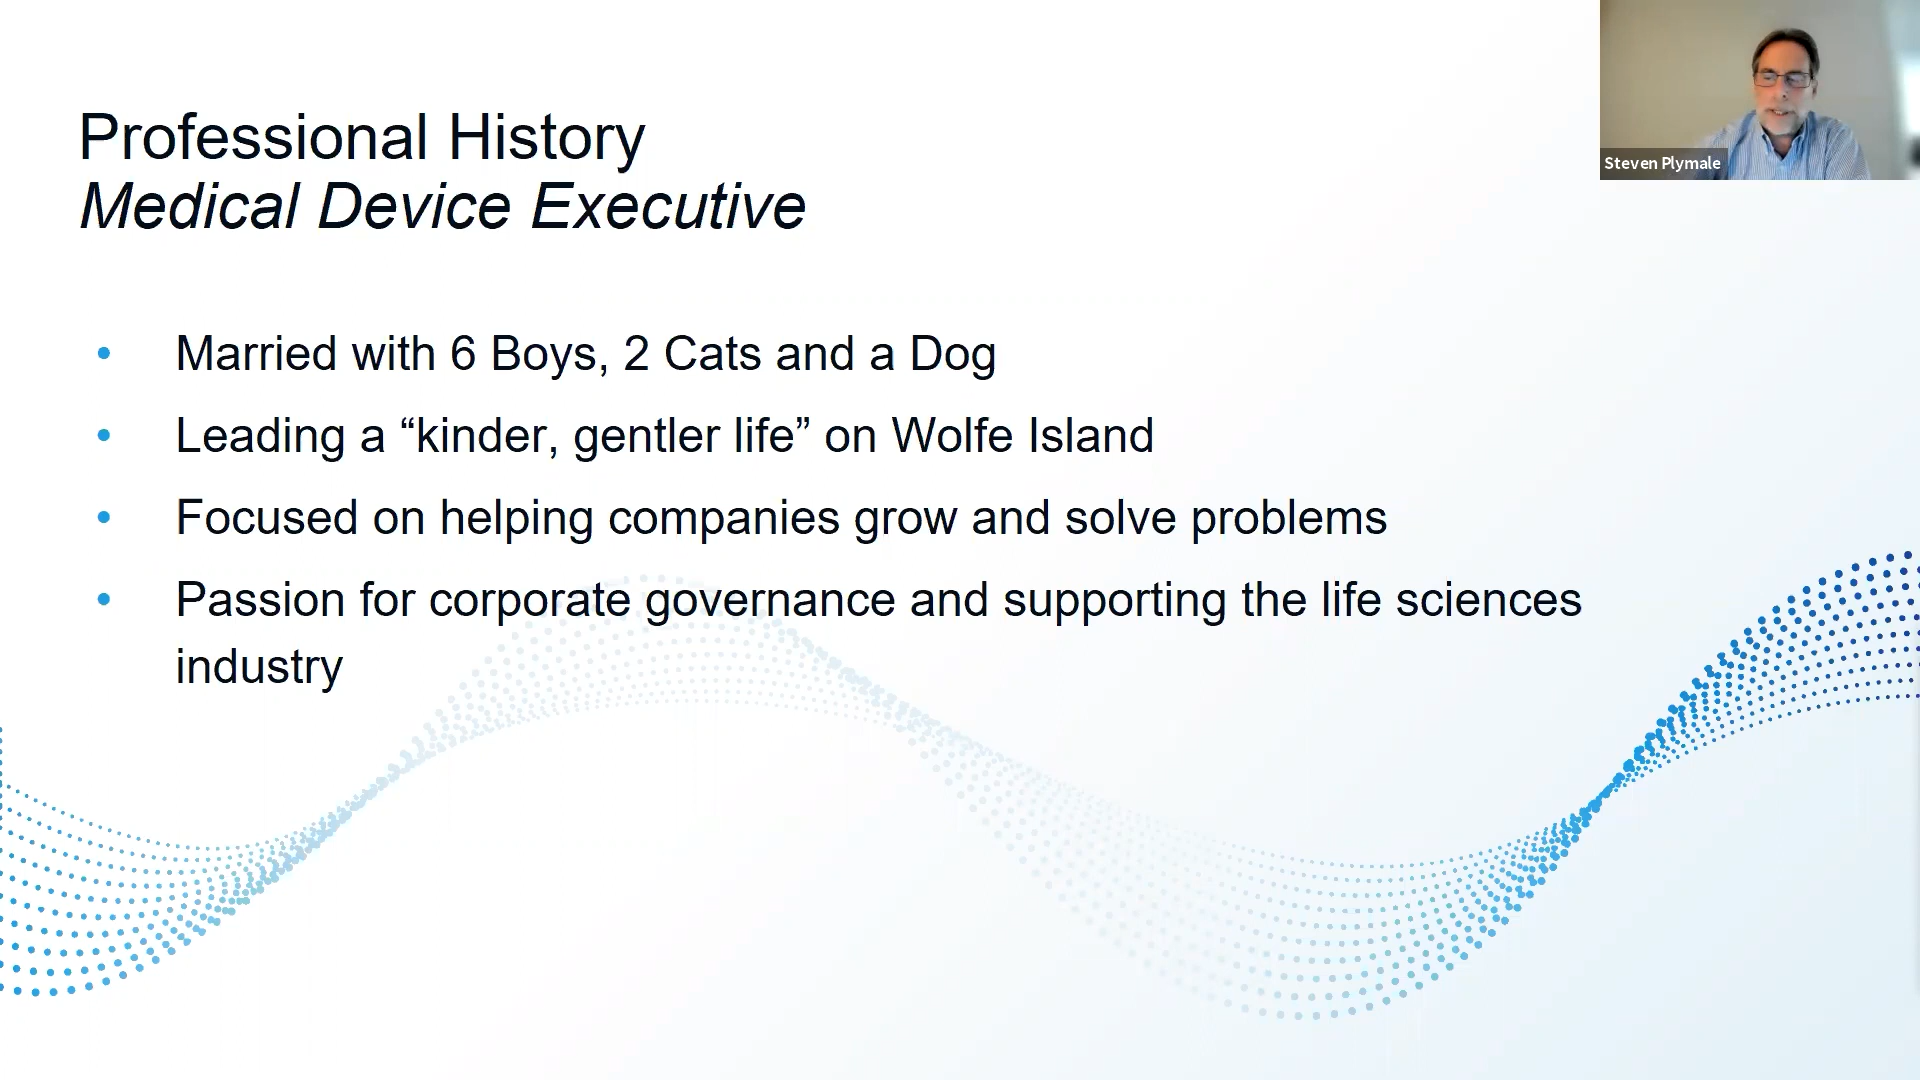 Professional History
Medical Device Executive
Steven Plymale
• Married with 6 Boys, 2 Cats and a Dog
• Leading a “kinder, gentler life” on Wolfe Island
• Focused on helping companies grow and solve problems
• Passion for corporate governance and supporting the life sciences
industry